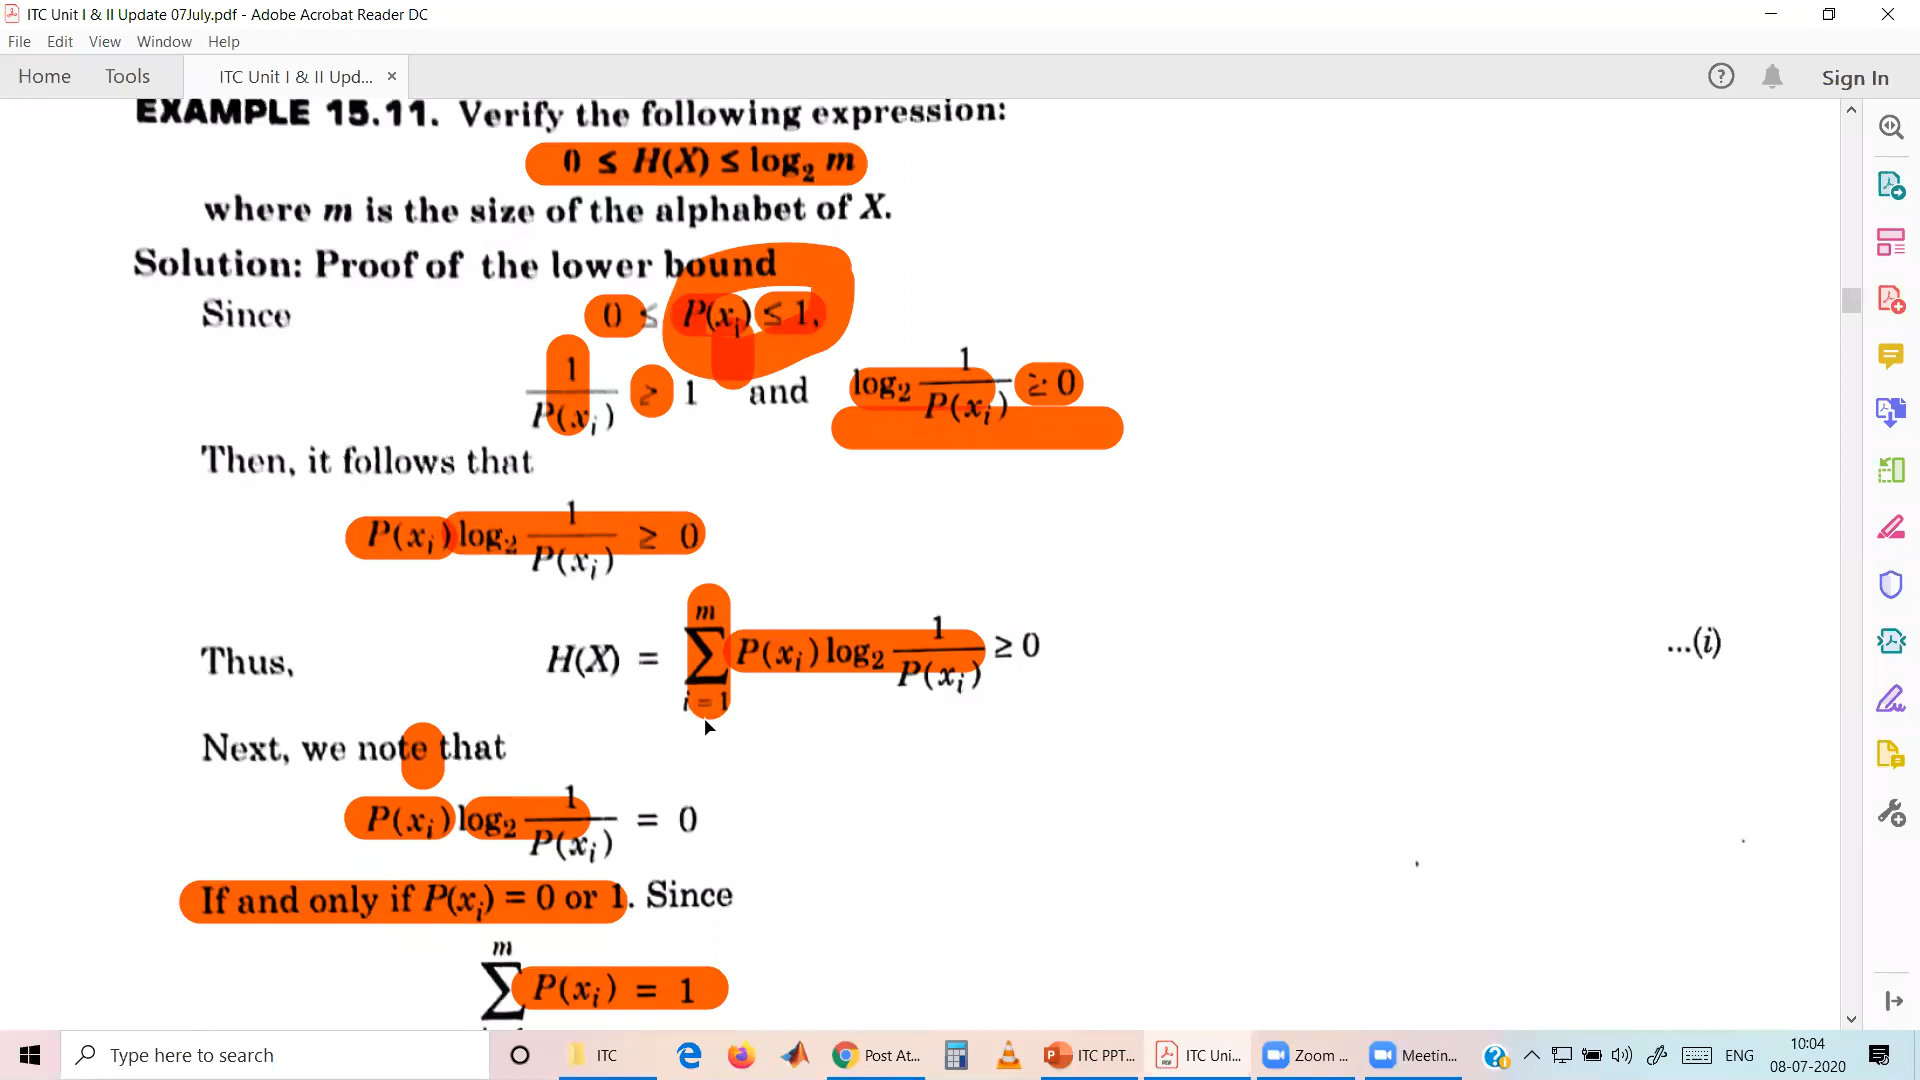 ITC Unit I & II Update 07July.pdf - Adobe Acrobat Reader DC
File Edit View Window Help
Home Tools ITC Unit I & II Upd... × Sign In
EXAMPLE 15.11. Verify the following expression:
0 ≤ H(X) ≤ log₂ m
where m is the size of the alphabet of X.
Solution: Proof of the lower bound
Since 0 ≤ P(xᵢ) ≤ 1,
1/P(xᵢ) ≥ 1 and log₂ 1/P(xᵢ) ≥ 0
Then, it follows that
P(xᵢ) log₂ 1/P(xᵢ) ≥ 0
Thus, H(X) = ∑ᵢ₌₁ᵐ P(xᵢ) log₂ 1/P(xᵢ) ≥ 0 ...(i)
Next, we note that
P(xᵢ) log₂ 1/P(xᵢ) = 0
If and only if P(xᵢ) = 0 or 1. Since
m
∑ P(xᵢ) = 1
Type here to search ITC Post At... ITC PPT... ITC Uni... Zoom ... Meetin... ENG 10:04
08-07-2020